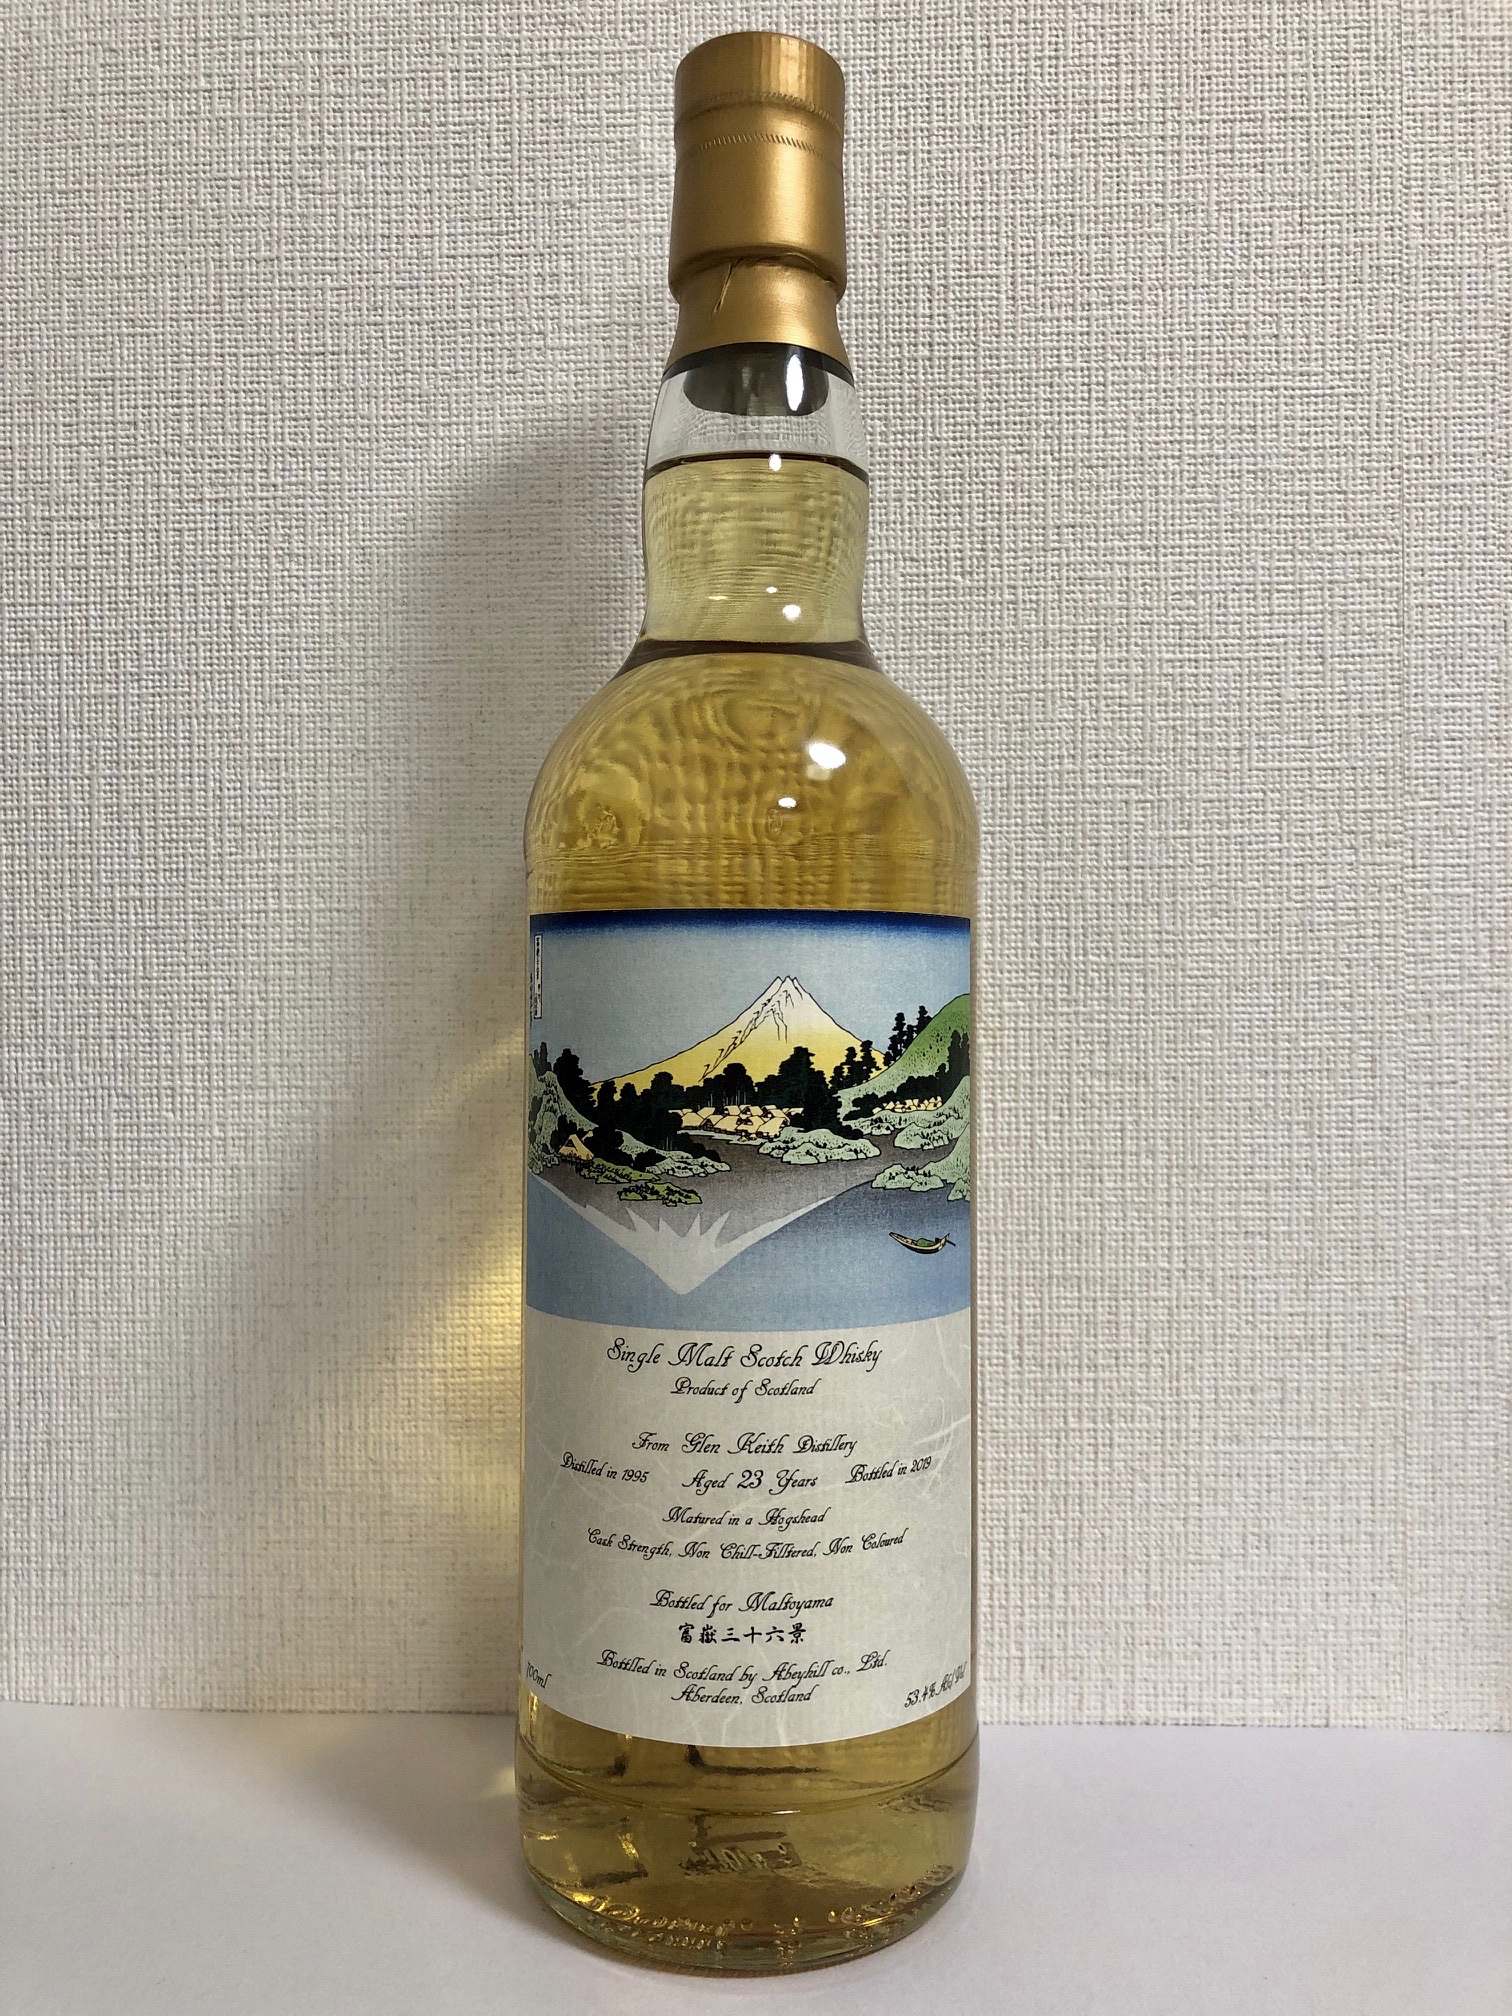 Single Malt Scotch Whisky
Product of Scotland
From Glen Keith Distillery
Distilled in 1995 Aged 23 Years Bottled in 2019
Matured in a Hogshead
Cask Strength, Non Chill-Filltered, Non Coloured
Bottled for Maltoyama
富嶽三十六景
Bottlled in Scotland by Abeyhill co., Ltd.
Aberdeen, Scotland
700ml
53.4% Alc/Vol